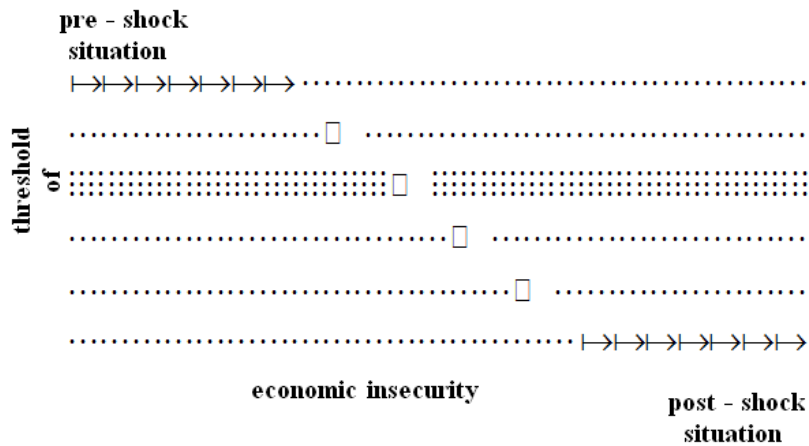 pre - shock
situation
threshold
of
economic insecurity
post - shock
situation